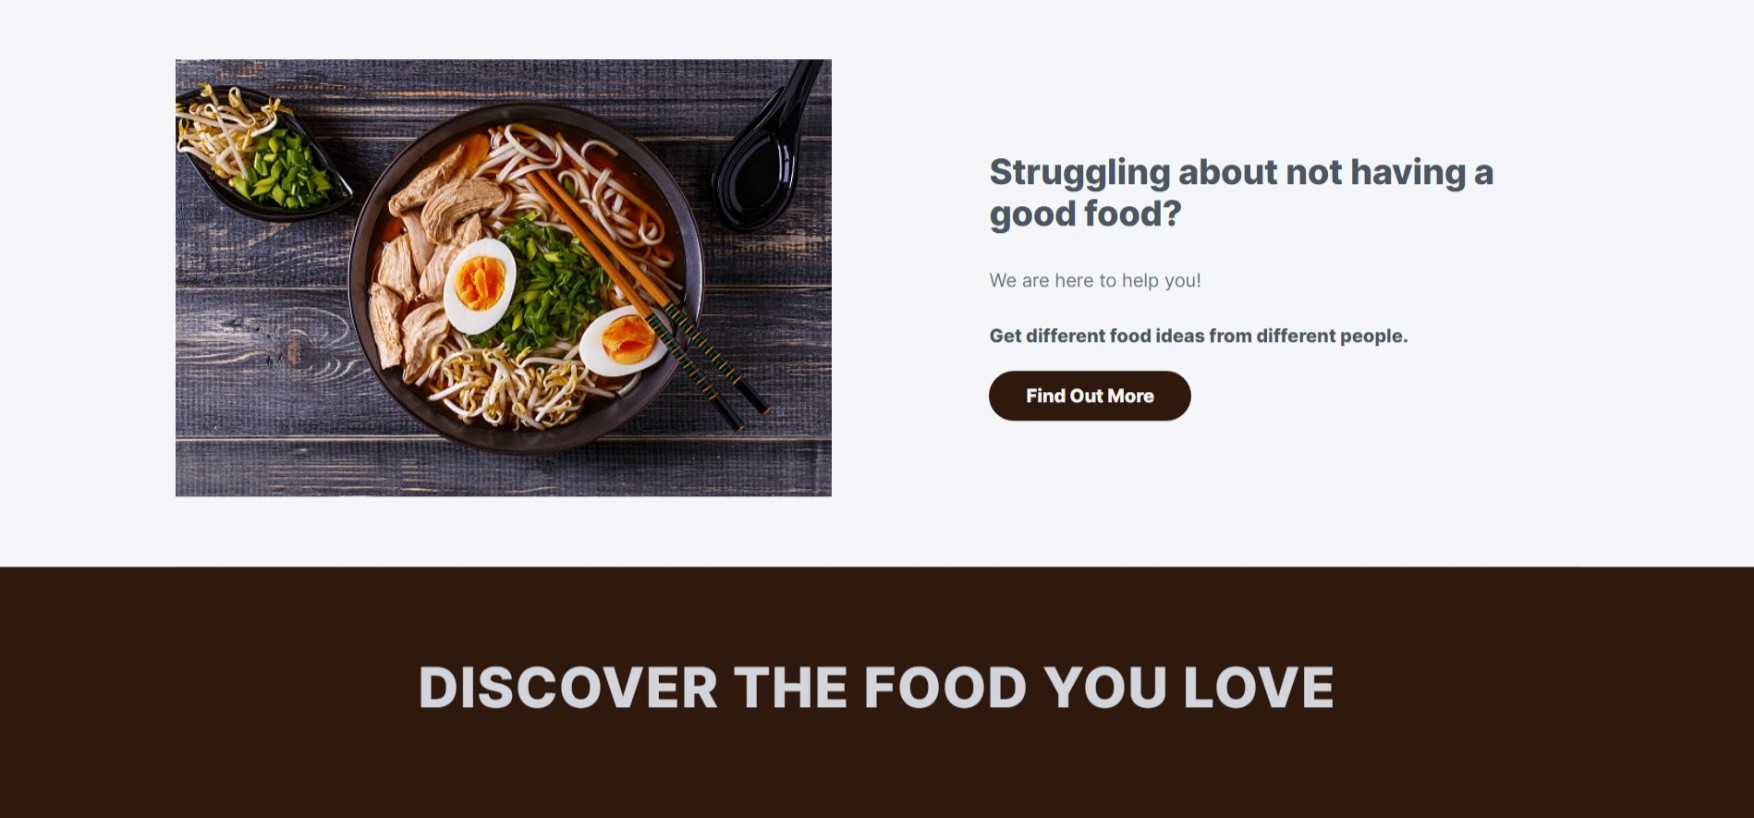 Struggling about not having a
good food?
We are here to help you!
Get different food ideas from different people.
Find Out More
DISCOVER THE FOOD YOU LOVE